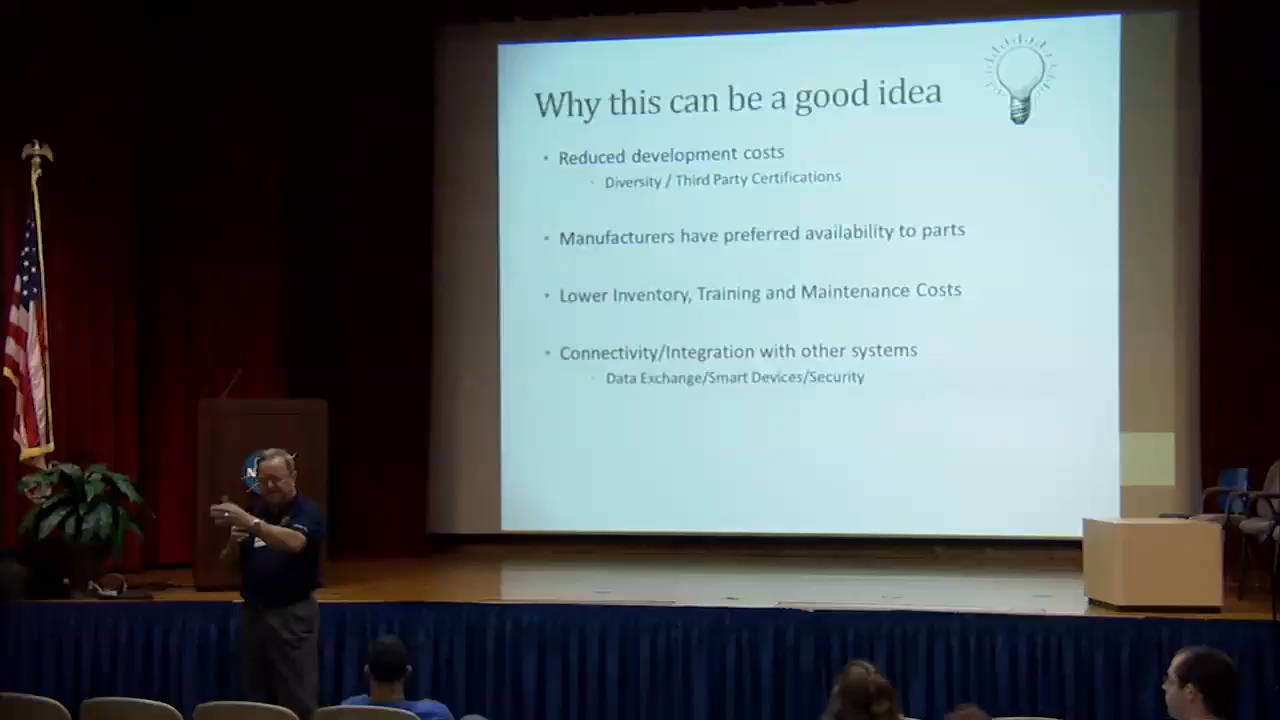 Why this can be a good idea
• Reduced development costs
· Diversity / Third Party Certifications
• Manufacturers have preferred availability to parts
• Lower Inventory, Training and Maintenance Costs
• Connectivity/Integration with other systems
· Data Exchange/Smart Devices/Security